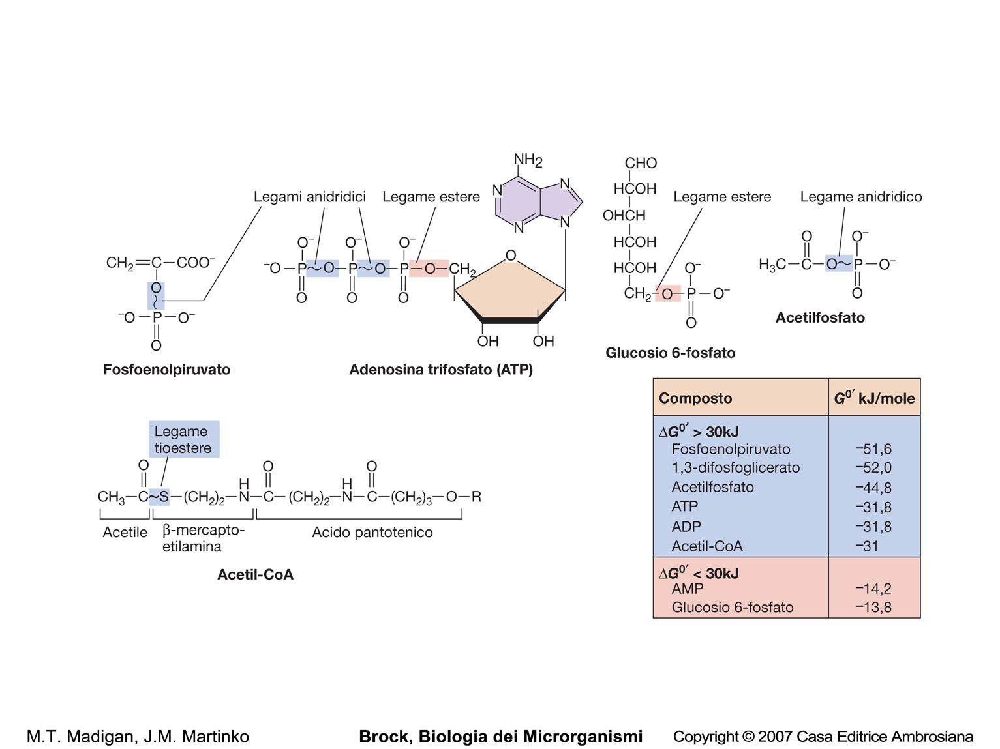 Legami anidridici
CH₂=C–COO⁻
O
⁻O–P–O⁻
O
Fosfoenolpiruvato
Legame estere
NH₂
N
N
N
N
O⁻ O⁻ O⁻
⁻O–P~O–P~O–P–O–CH₂
O O O
O
OH OH
Adenosina trifosfato (ATP)
CHO
HCOH
OHCH
HCOH
HCOH
Legame estere
O⁻
CH₂–O–P–O⁻
O
Glucosio 6-fosfato
Legame anidridico
O O⁻
H₃C–C–O~P–O⁻
O
Acetilfosfato
Legame
tioestere
O H O H O
CH₃–C~S–(CH₂)₂–N–C–(CH₂)₂–N–C–(CH₂)₃–O–R
Acetile
β-mercapto-
etilamina
Acido pantotenico
Acetil-CoA
Composto G⁰′ kJ/mole
ΔG⁰′ > 30kJ
Fosfoenolpiruvato –51,6
1,3-difosfoglicerato –52,0
Acetilfosfato –44,8
ATP –31,8
ADP –31,8
Acetil-CoA –31
ΔG⁰′ < 30kJ
AMP –14,2
Glucosio 6-fosfato –13,8
M.T. Madigan, J.M. Martinko Brock, Biologia dei Microrganismi Copyright © 2007 Casa Editrice Ambrosiana